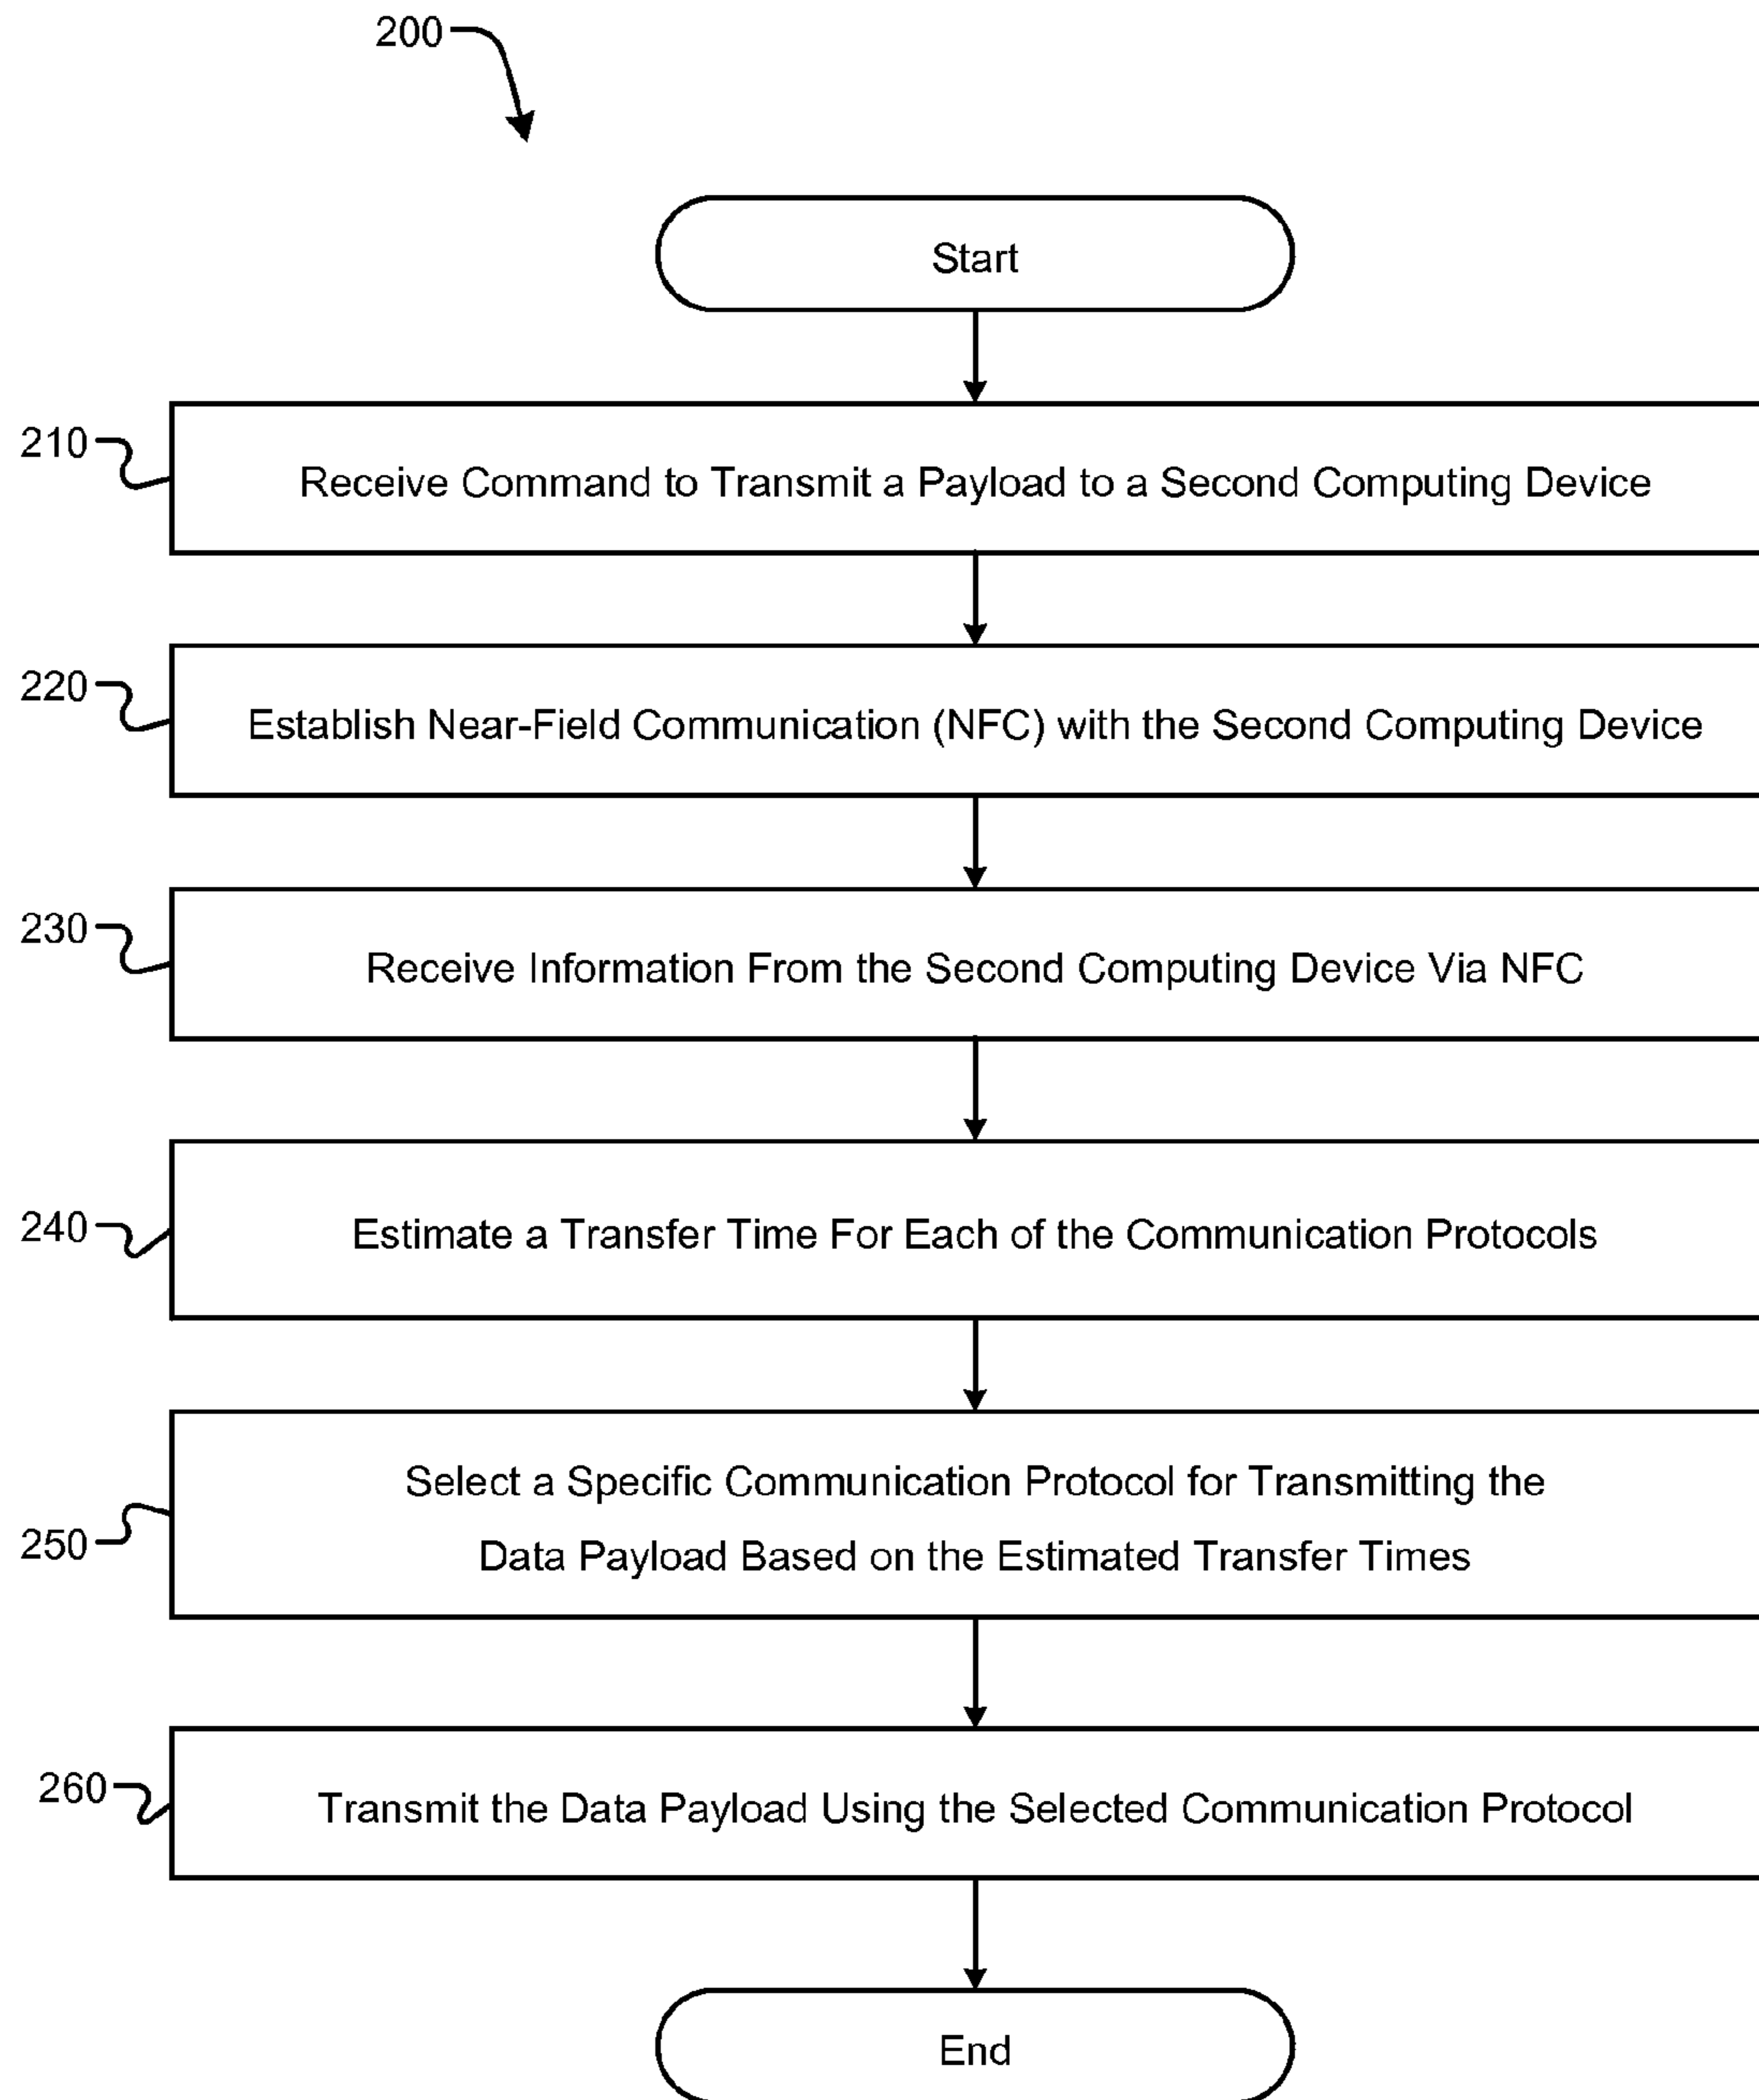 200
Start
210
Receive Command to Transmit a Payload to a Second Computing Device
220
Establish Near-Field Communication (NFC) with the Second Computing Device
230
Receive Information From the Second Computing Device Via NFC
240
Estimate a Transfer Time For Each of the Communication Protocols
250
Select a Specific Communication Protocol for Transmitting the
Data Payload Based on the Estimated Transfer Times
260
Transmit the Data Payload Using the Selected Communication Protocol
End